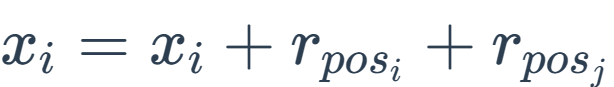 $x_i = x_i + r_{pos_i} + r_{pos_j}$